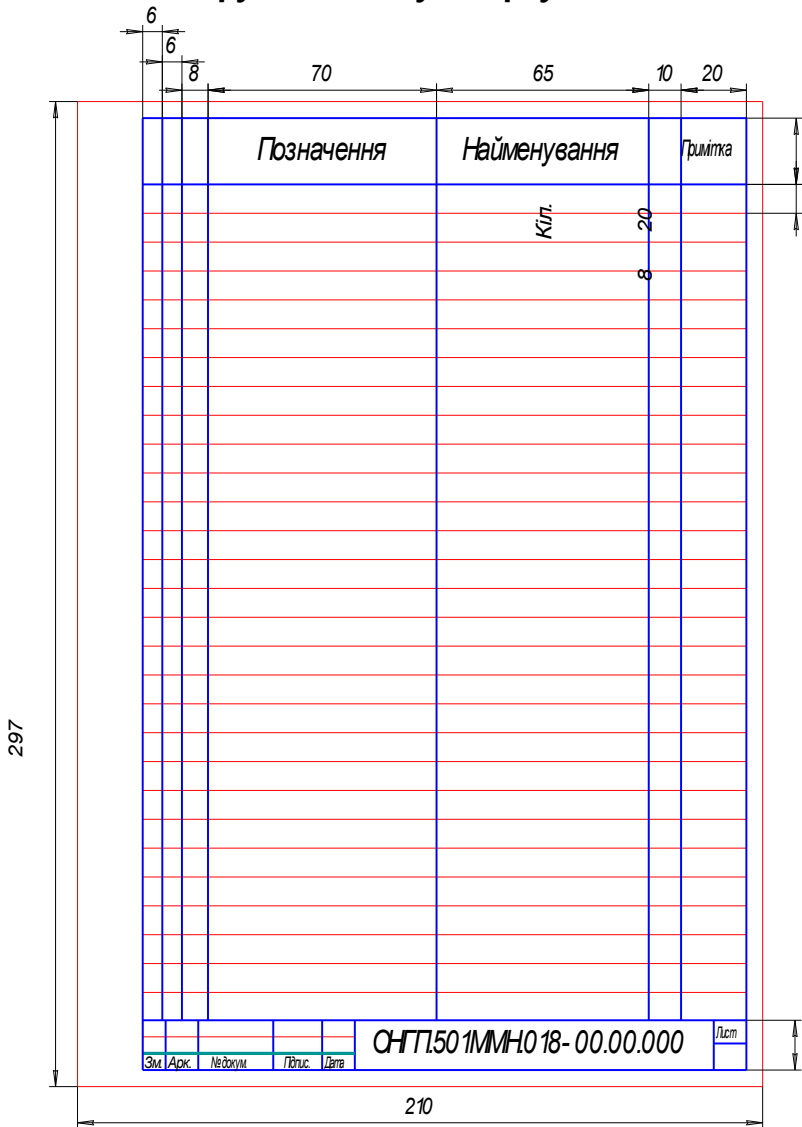 6
6
8 70 65 10 20
Позначення Найменування Примітка
Кіл. 20
8
297
ОНГП.501ММН.018-00.00.000 Лист
Зм. Арк. № докум. Підпис. Дата
210